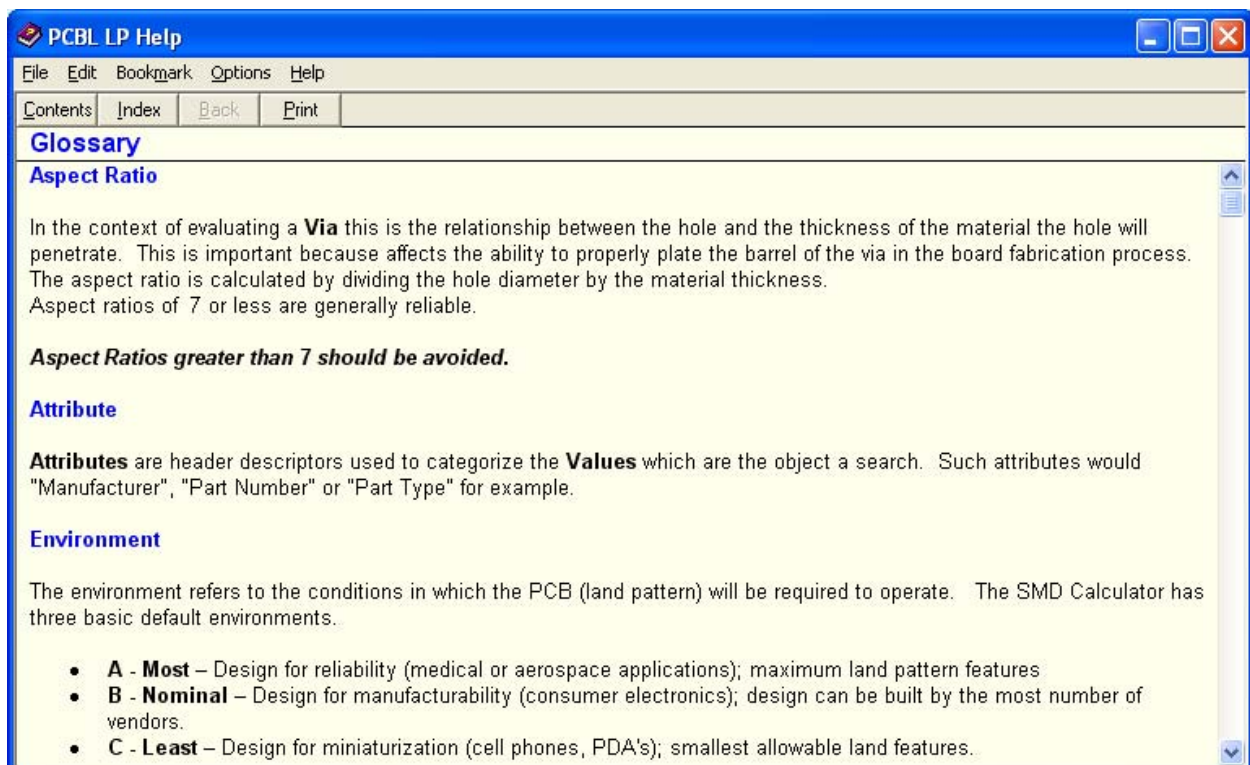 PCBL LP Help
File Edit Bookmark Options Help
Contents Index Back Print
Glossary
Aspect Ratio
In the context of evaluating a Via this is the relationship between the hole and the thickness of the material the hole will
penetrate.  This is important because affects the ability to properly plate the barrel of the via in the board fabrication process.
The aspect ratio is calculated by dividing the hole diameter by the material thickness.
Aspect ratios of 7 or less are generally reliable.
Aspect Ratios greater than 7 should be avoided.
Attribute
Attributes are header descriptors used to categorize the Values which are the object a search.  Such attributes would
"Manufacturer", "Part Number" or "Part Type" for example.
Environment
The environment refers to the conditions in which the PCB (land pattern) will be required to operate.   The SMD Calculator has
three basic default environments.
• A - Most – Design for reliability (medical or aerospace applications); maximum land pattern features
• B - Nominal – Design for manufacturability (consumer electronics); design can be built by the most number of
vendors.
• C - Least – Design for miniaturization (cell phones, PDA's); smallest allowable land features.